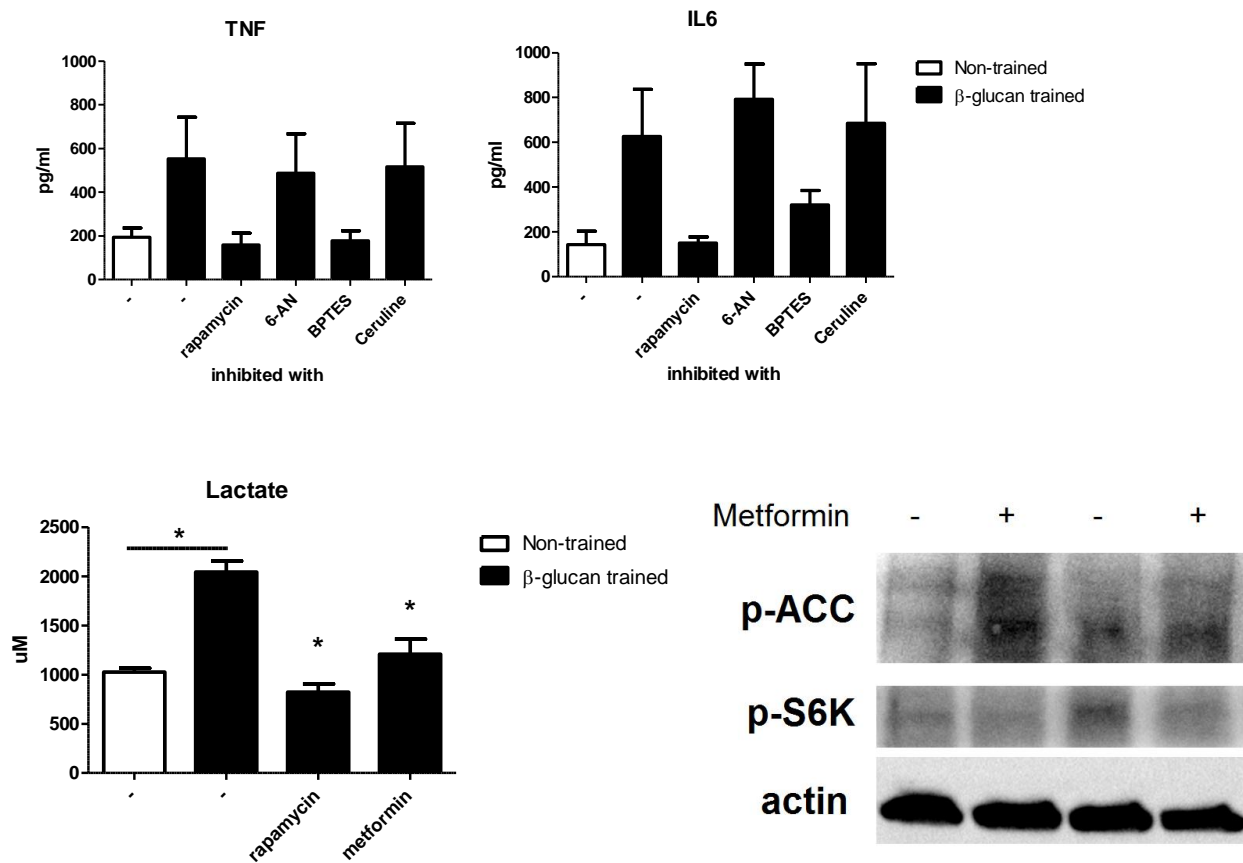 TNF
1000
800
600
400
200
0
pg/ml
-
-
rapamycin
6-AN
BPTES
Ceruline
inhibited with
IL6
1000
800
600
400
200
0
pg/ml
-
-
rapamycin
6-AN
BPTES
Ceruline
inhibited with
Non-trained
β-glucan trained
Lactate
2500
2000
1500
1000
500
0
uM
*
*
*
-
-
rapamycin
metformin
Non-trained
β-glucan trained
Metformin - + - +
p-ACC
p-S6K
actin